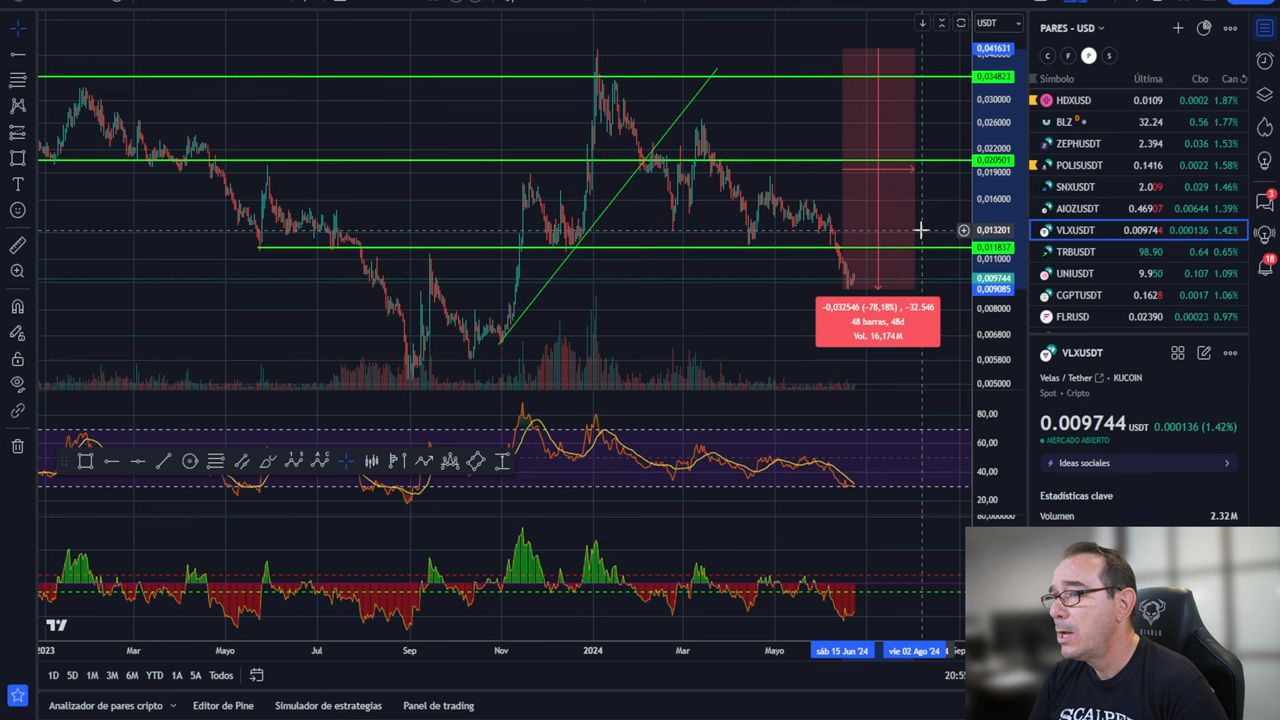 USDT
PARES - USD
C F P S
Símbolo Última Cbo Can
HDXUSD 0.0109 0.0002 1.87%
BLZ D 32.24 0.56 1.77%
ZEPHUSDT 2.394 0.036 1.53%
POLISUSDT 0.1416 0.0022 1.58%
SNXUSDT 2.009 0.029 1.46%
AIOZUSDT 0.46907 0.00644 1.39%
VLXUSDT 0.009744 0.000136 1.42%
TRBUSDT 98.90 0.64 0.65%
UNIUSDT 9.950 0.107 1.09%
CGPTUSDT 0.1628 0.0017 1.06%
FLRUSD 0.02390 0.00023 0.97%
3
18
0,041631
0,034823
0,030000
0,026000
0,022000
0,020501
0,019000
0,016000
0,013201
0,011837
0,011000
0,009744
0,009085
0,008000
0,006800
0,005800
0,005000
80,00
60,00
40,00
20,00
-0,032546 (-78,18%) , -32.546
48 barras, 48d
Vol. 16,174M
VLXUSDT
Velas / Tether KUCOIN
Spot • Cripto
0.009744 USDT 0.000136 (1.42%)
MERCADO ABIERTO
Ideas sociales
Estadísticas clave
Volumen 2.32M
2023 Mar Mayo Jul Sep Nov 2024 Mar Mayo sáb 15 Jun '24 vie 02 Ago '24
1D 5D 1M 3M 6M YTD 1A 5A Todos
Analizador de pares cripto Editor de Pine Simulador de estrategias Panel de trading
DIABLO
SCALPER